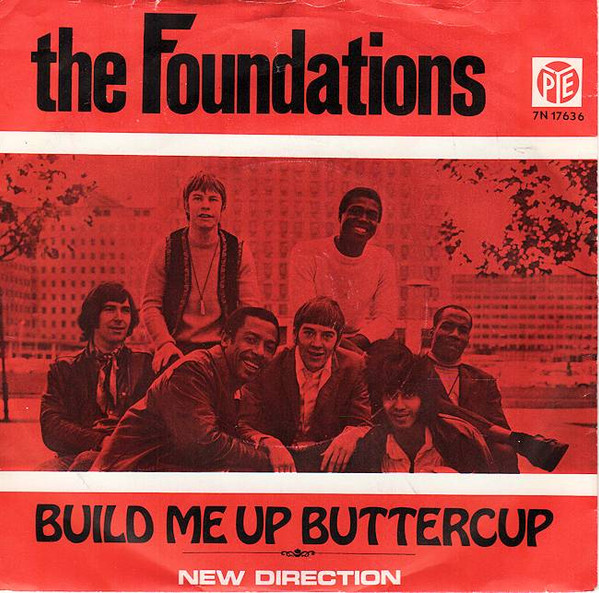 the Foundations
PYE
7N 17636
BUILD ME UP BUTTERCUP
NEW DIRECTION